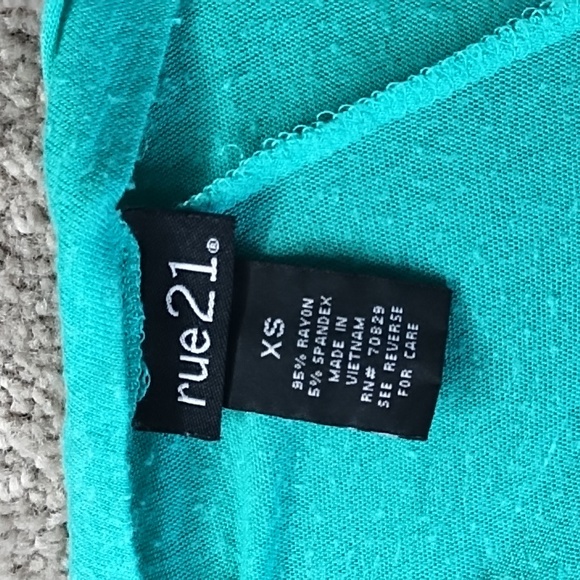 rue21®
XS
95% RAYON
5% SPANDEX
MADE IN
VIETNAM
RN# 70829
SEE REVERSE
FOR CARE